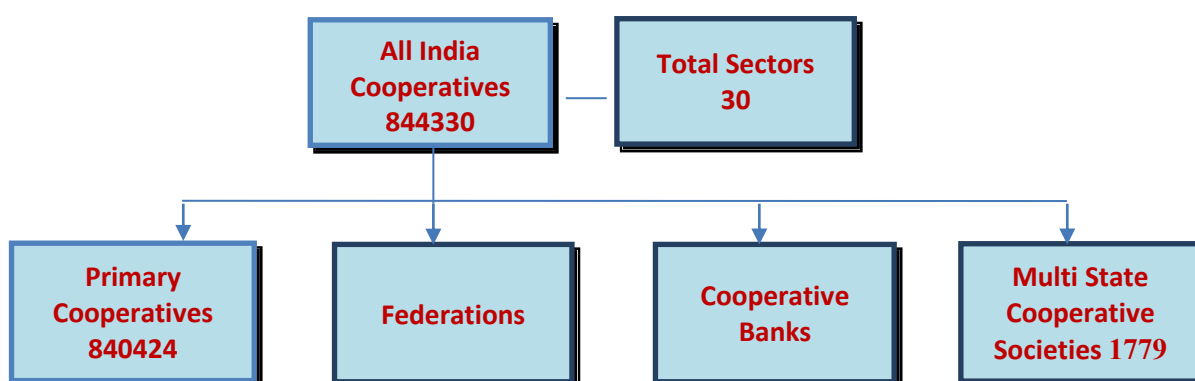 All India
Cooperatives
844330
Total Sectors
30
Primary
Cooperatives
840424
Federations
Cooperative
Banks
Multi State
Cooperative
Societies 1779